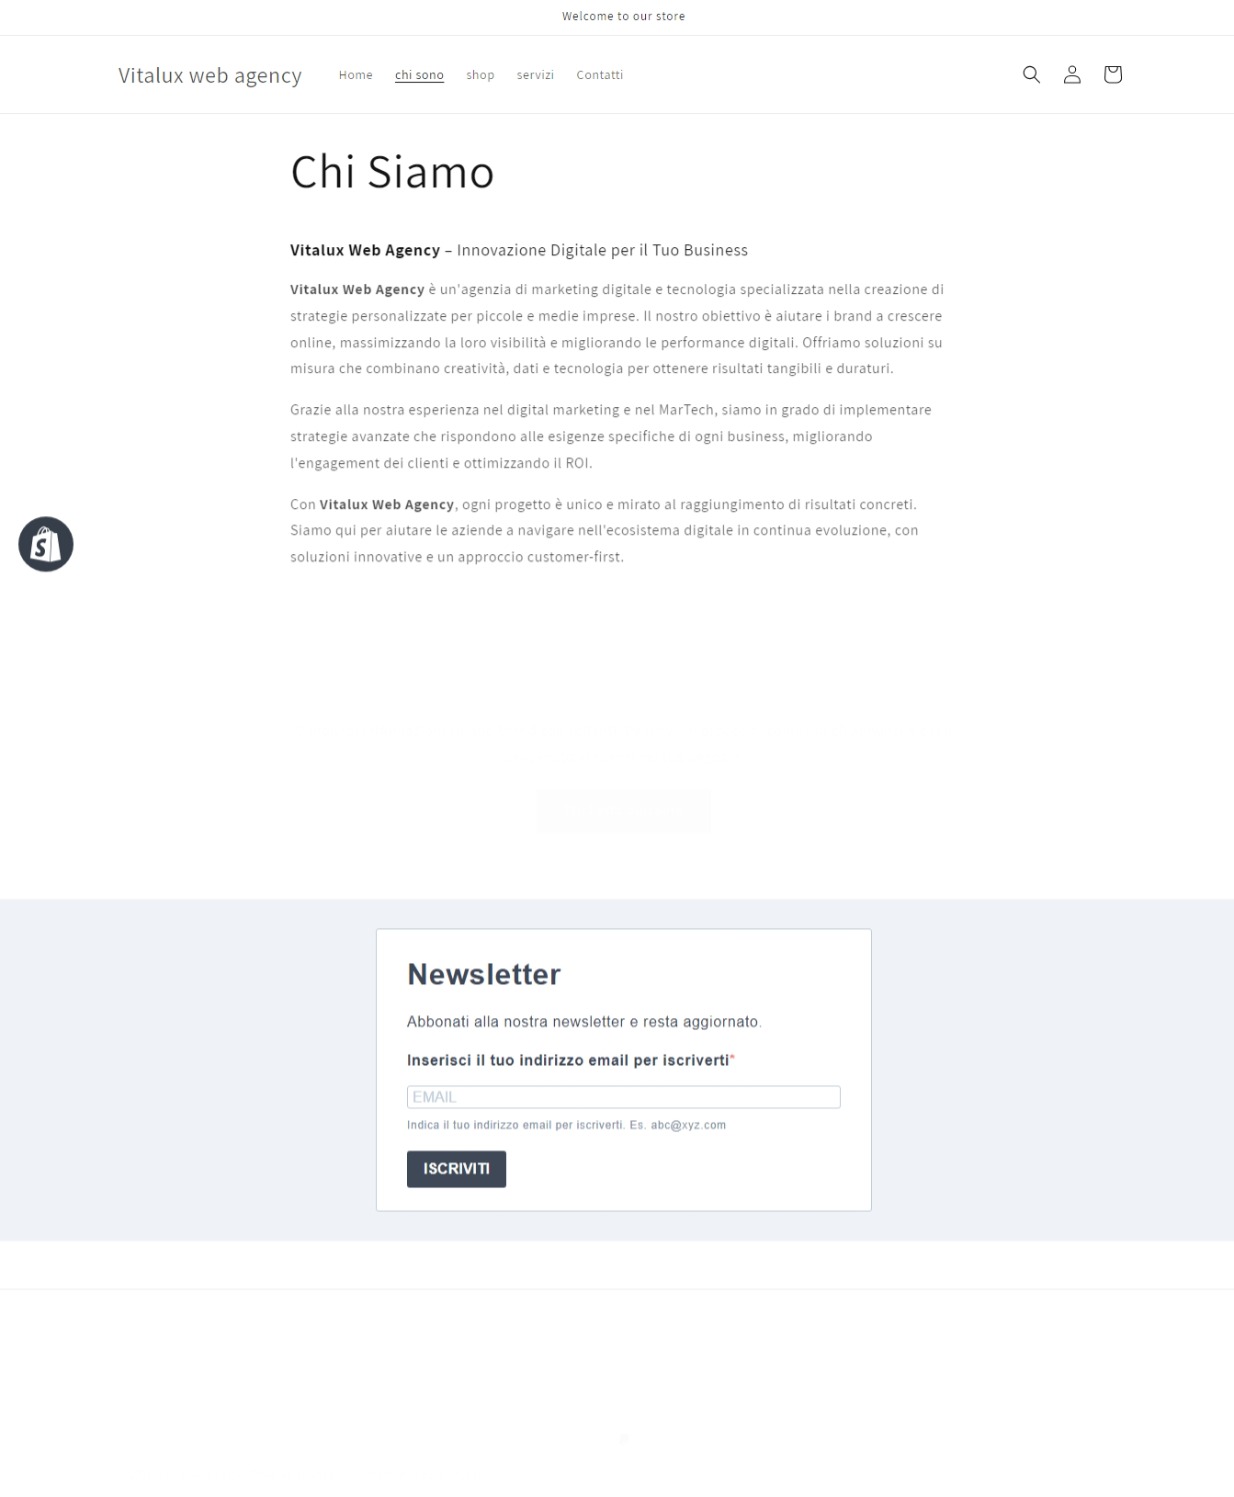 Welcome to our store
Vitalux web agency
Home
chi sono
shop
servizi
Contatti
Chi Siamo
Vitalux Web Agency – Innovazione Digitale per il Tuo Business
Vitalux Web Agency è un'agenzia di marketing digitale e tecnologia specializzata nella creazione di
strategie personalizzate per piccole e medie imprese. Il nostro obiettivo è aiutare i brand a crescere
online, massimizzando la loro visibilità e migliorando le performance digitali. Offriamo soluzioni su
misura che combinano creatività, dati e tecnologia per ottenere risultati tangibili e duraturi.
Grazie alla nostra esperienza nel digital marketing e nel MarTech, siamo in grado di implementare
strategie avanzate che rispondono alle esigenze specifiche di ogni business, migliorando
l'engagement dei clienti e ottimizzando il ROI.
Con Vitalux Web Agency, ogni progetto è unico e mirato al raggiungimento di risultati concreti.
Siamo qui per aiutare le aziende a navigare nell'ecosistema digitale in continua evoluzione, con
soluzioni innovative e un approccio customer-first.
S
Newsletter
Abbonati alla nostra newsletter e resta aggiornato.
Inserisci il tuo indirizzo email per iscriverti*
EMAIL
Indica il tuo indirizzo email per iscriverti. Es. abc@xyz.com
ISCRIVITI